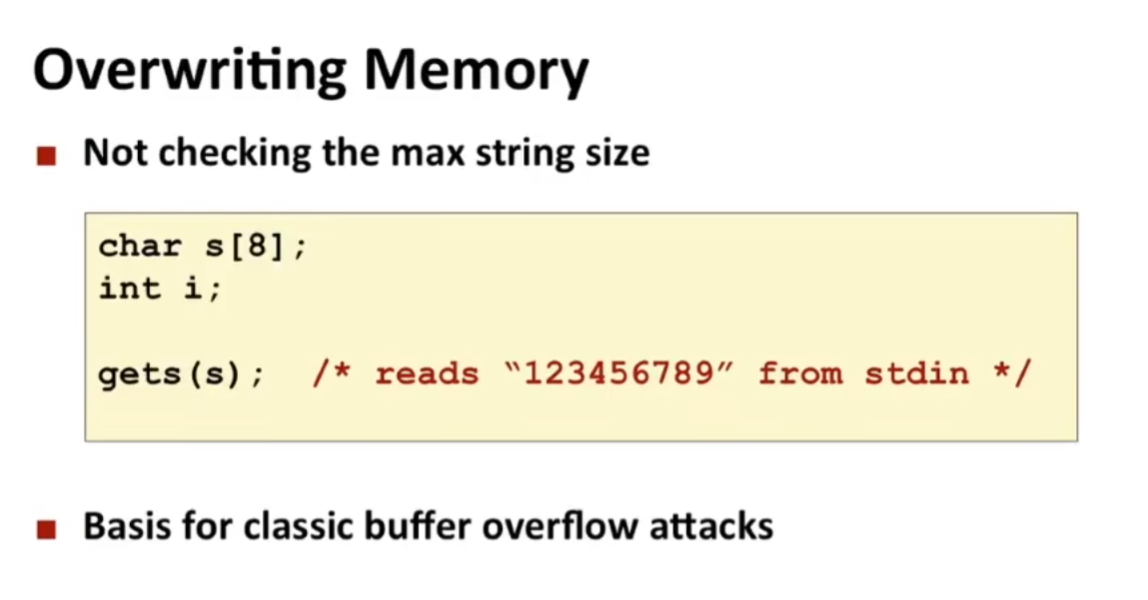 Overwriting Memory
Not checking the max string size
char s[8];
int i;
gets(s);  /* reads “123456789” from stdin */
Basis for classic buffer overflow attacks